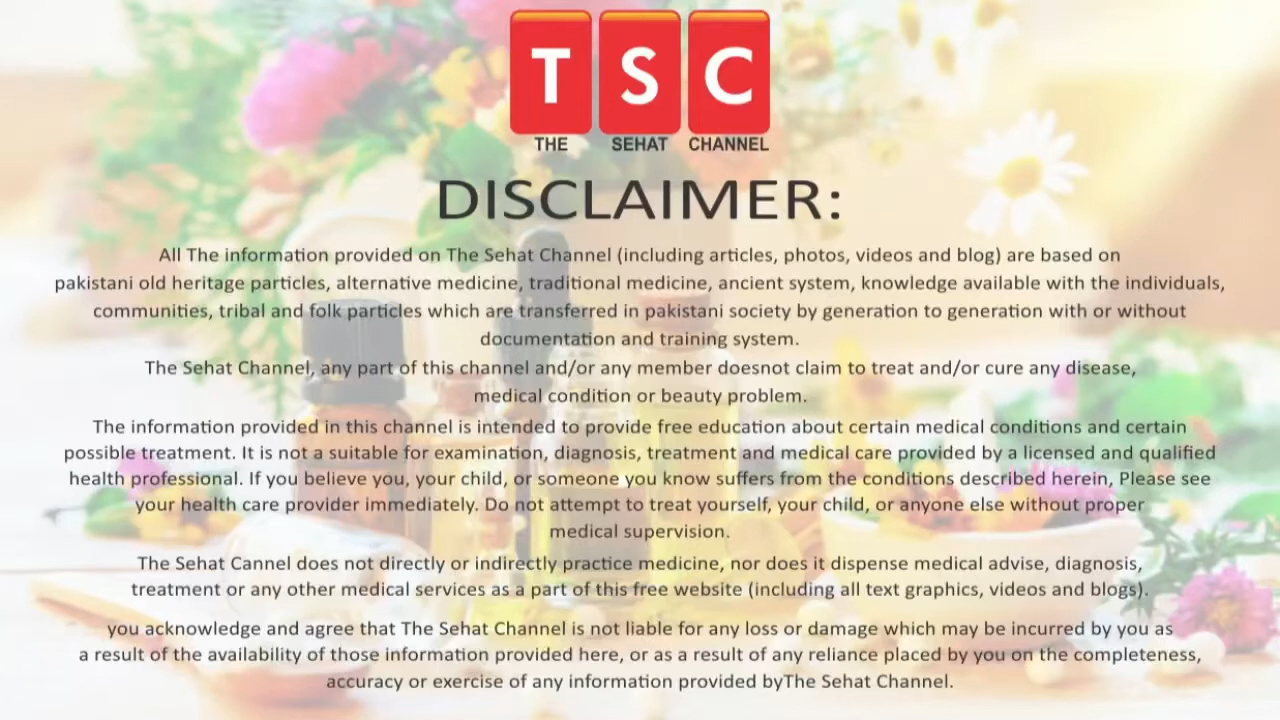 T S C
THE SEHAT CHANNEL
DISCLAIMER:
All The information provided on The Sehat Channel (including articles, photos, videos and blog) are based on
pakistani old heritage particles, alternative medicine, traditional medicine, ancient system, knowledge available with the individuals,
communities, tribal and folk particles which are transferred in pakistani society by generation to generation with or without
documentation and training system.
The Sehat Channel, any part of this channel and/or any member doesnot claim to treat and/or cure any disease,
medical condition or beauty problem.
The information provided in this channel is intended to provide free education about certain medical conditions and certain
possible treatment. It is not a suitable for examination, diagnosis, treatment and medical care provided by a licensed and qualified
health professional. If you believe you, your child, or someone you know suffers from the conditions described herein, Please see
your health care provider immediately. Do not attempt to treat yourself, your child, or anyone else without proper
medical supervision.
The Sehat Cannel does not directly or indirectly practice medicine, nor does it dispense medical advise, diagnosis,
treatment or any other medical services as a part of this free website (including all text graphics, videos and blogs).
you acknowledge and agree that The Sehat Channel is not liable for any loss or damage which may be incurred by you as
a result of the availability of those information provided here, or as a result of any reliance placed by you on the completeness,
accuracy or exercise of any information provided byThe Sehat Channel.